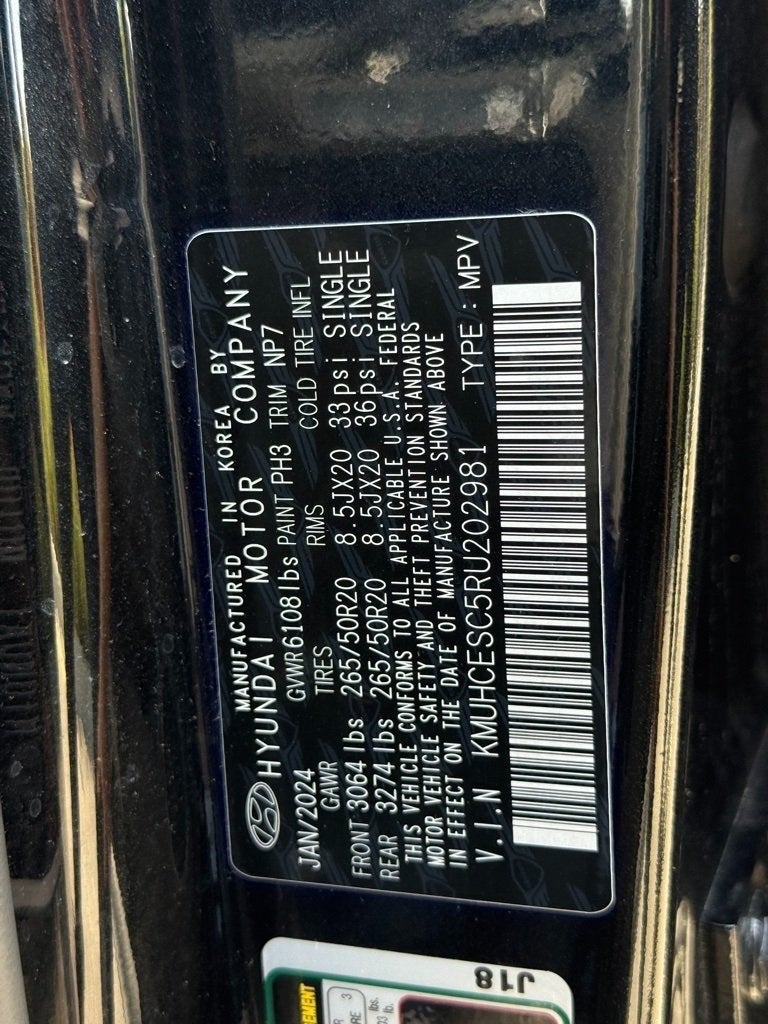 MANUFACTURED IN KOREA BY
HYUNDAI MOTOR COMPANY
JAN/2024 GVWR 6108lbs PAINT PH3 TRIM NP7
GAWR TIRES RIMS COLD TIRE INFL
FRONT 3064 lbs 265/50R20 8.5JX20 33psi SINGLE
REAR 3274 lbs 265/50R20 8.5JX20 36psi SINGLE
THIS VEHICLE CONFORMS TO ALL APPLICABLE U.S.A. FEDERAL
MOTOR VEHICLE SAFETY AND THEFT PREVENTION STANDARDS
IN EFFECT ON THE DATE OF MANUFACTURE SHOWN ABOVE
V.I.N KMUHCESC5RU202981 TYPE : MPV
J18
3
lbs.